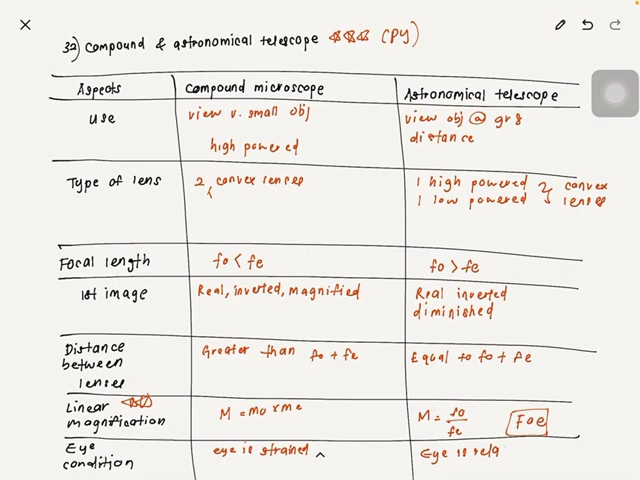 32) compound & astronomical telescope (PY)
Aspects
Compound microscope
Astronomical telescope
use
view v. small obj
high powered
view obj @ gr8
distance
Type of lens
2, convex lenses
1 high powered } convex
1 low powered } lenses
Focal length
fo < fe
fo > fe
1st image
Real, inverted, magnified
Real inverted
diminished
Distance
between
lenses
Greater than fo + fe
Equal to fo + fe
Linear
magnification
M = mo x me
M = fo/fe
Foe
Eye
condition
eye is strained
Eye is rela